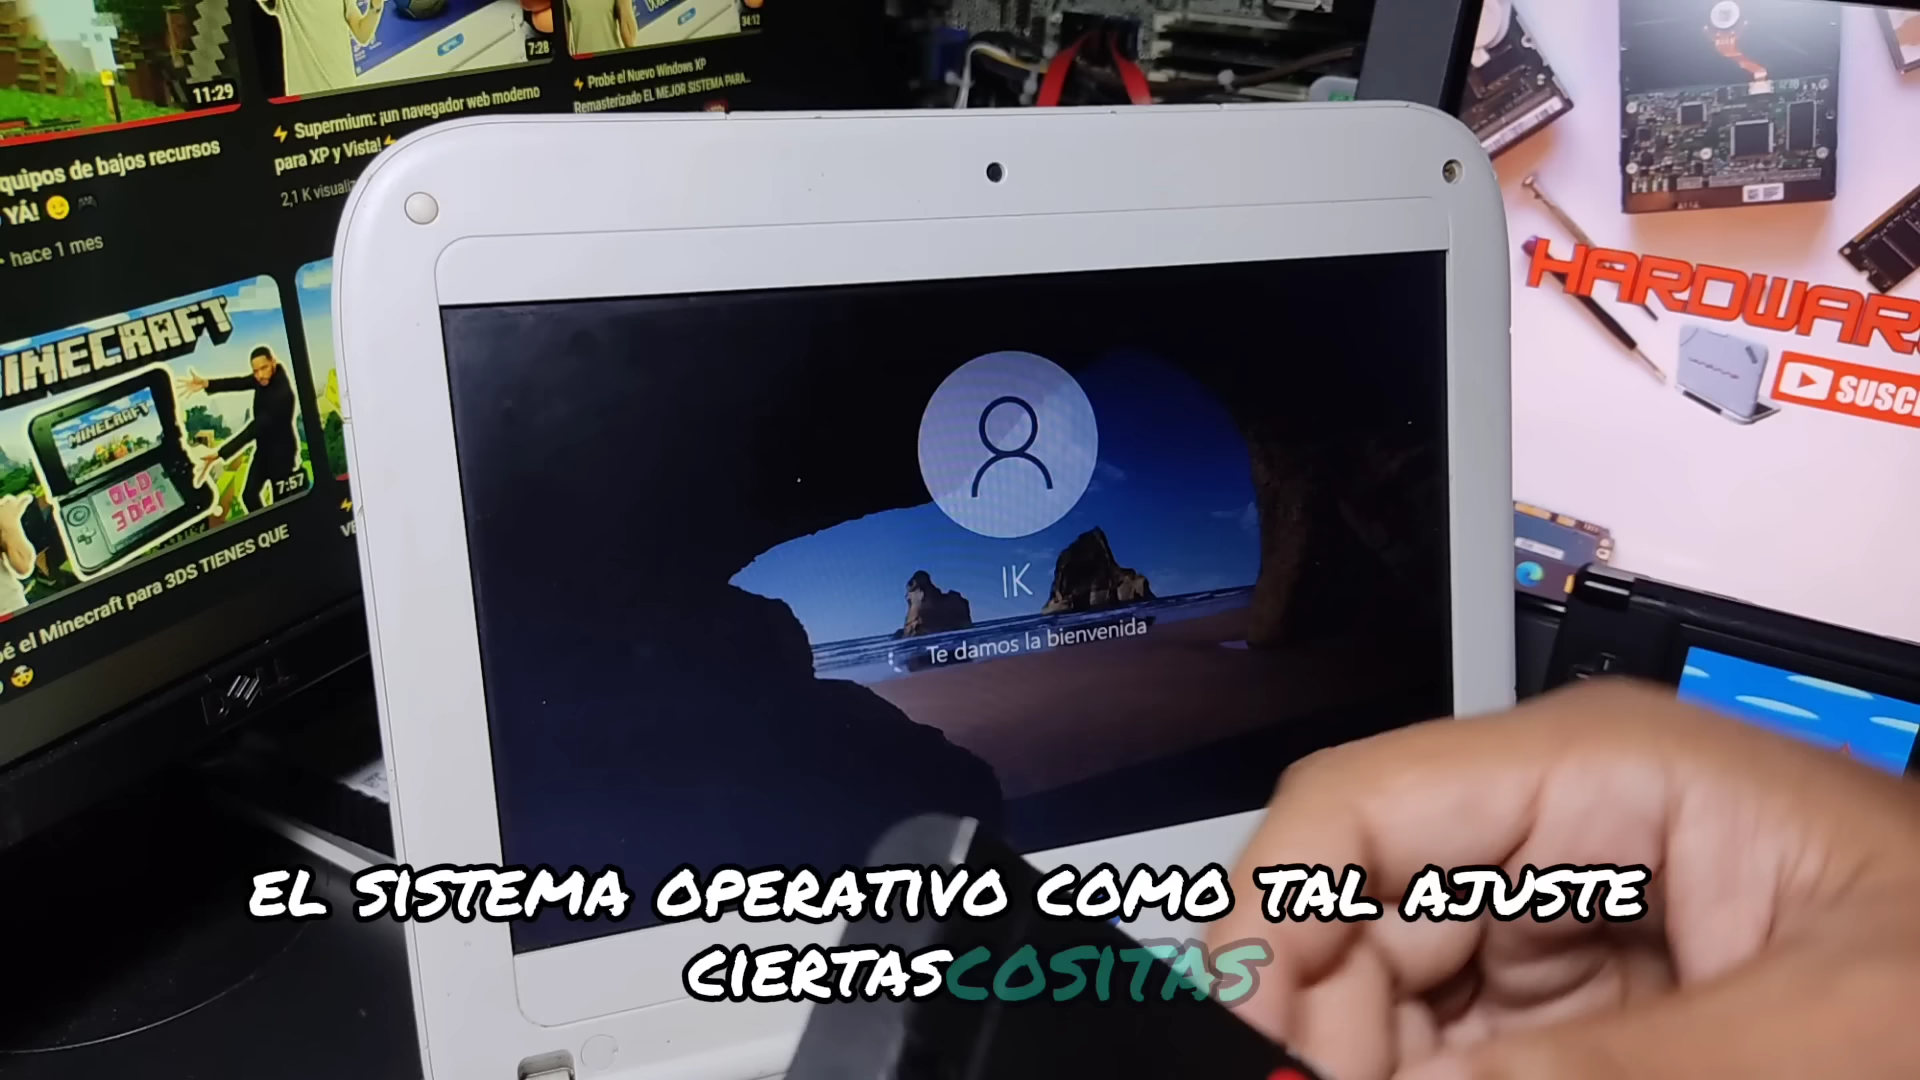 11:29
7:28
34:12
⚡ Supermium: ¡un navegador web moderno
para XP y Vista!⚡
2,1 K
⚡ Probé el Nuevo Windows XP
Remasterizado EL MEJOR SISTEMA PARA...
quipos de bajos recursos
YÁ! 😉 🎮
hace 1 mes
MINECRAFT
MINECRAFT
OLD
3DS!
7:57
é el Minecraft para 3DS TIENES QUE
DELL
HARDWAR
SUSC
IK
Te damos la bienvenida
EL SISTEMA OPERATIVO COMO TAL AJUSTE
CIERTAS COSITAS